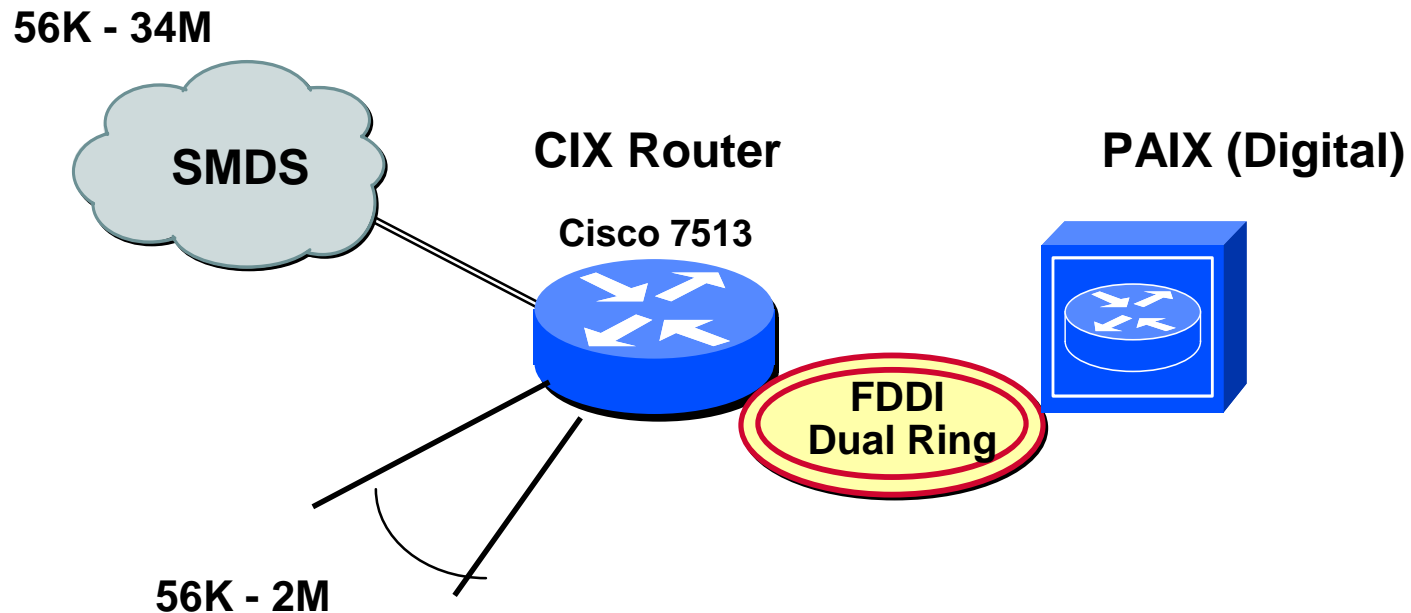 56K - 34M
SMDS
CIX Router
Cisco 7513
PAIX (Digital)
FDDI
Dual Ring
56K - 2M